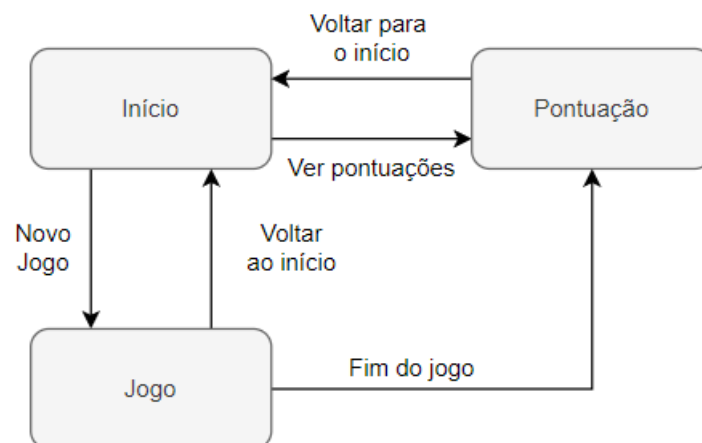 Voltar para
o início
Início
Pontuação
Ver pontuações
Novo
Jogo
Voltar
ao início
Fim do jogo
Jogo